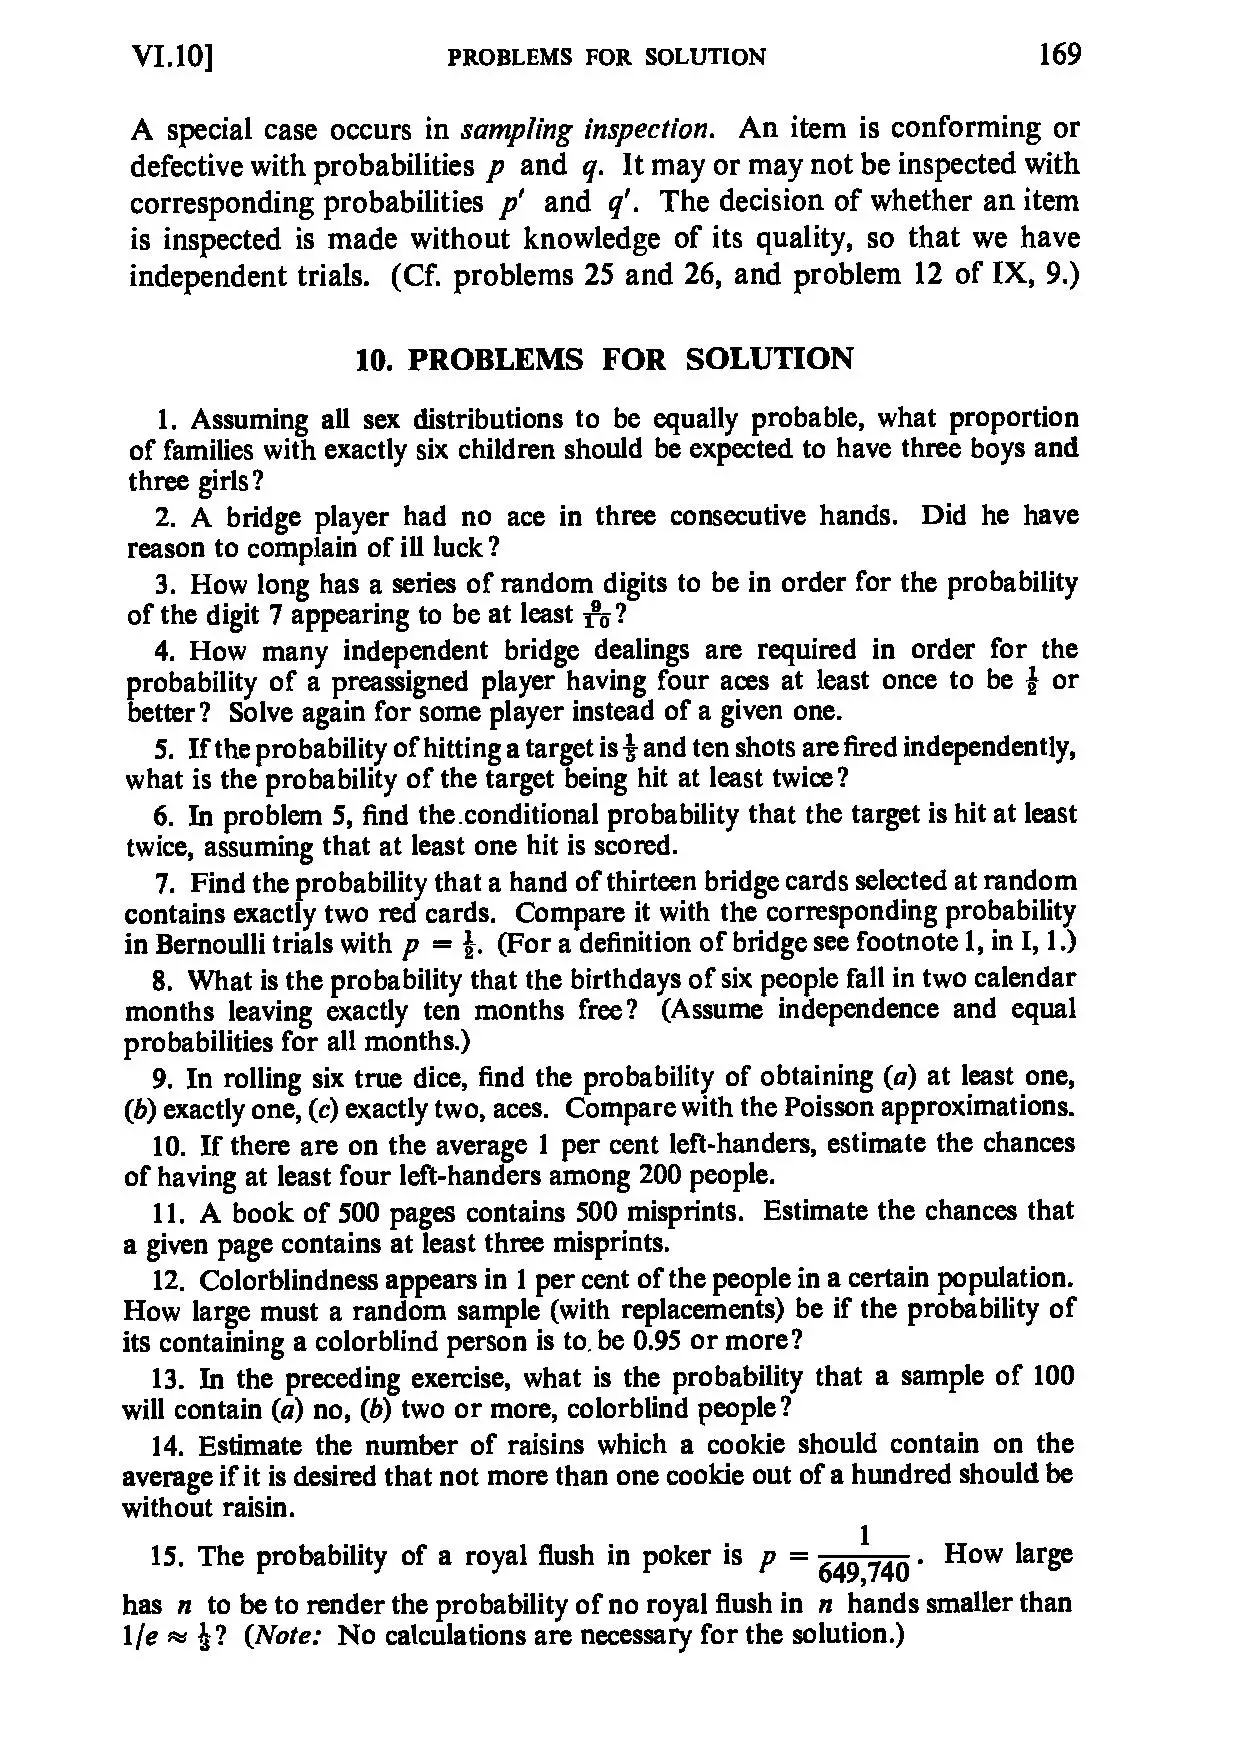 VI.10] PROBLEMS FOR SOLUTION 169
A special case occurs in sampling inspection. An item is conforming or
defective with probabilities p and q. It may or may not be inspected with
corresponding probabilities p′ and q′. The decision of whether an item
is inspected is made without knowledge of its quality, so that we have
independent trials. (Cf. problems 25 and 26, and problem 12 of IX, 9.)
10. PROBLEMS FOR SOLUTION
1. Assuming all sex distributions to be equally probable, what proportion
of families with exactly six children should be expected to have three boys and
three girls?
2. A bridge player had no ace in three consecutive hands. Did he have
reason to complain of ill luck?
3. How long has a series of random digits to be in order for the probability
of the digit 7 appearing to be at least 9/10?
4. How many independent bridge dealings are required in order for the
probability of a preassigned player having four aces at least once to be 1/2 or
better? Solve again for some player instead of a given one.
5. If the probability of hitting a target is 1/5 and ten shots are fired independently,
what is the probability of the target being hit at least twice?
6. In problem 5, find the.conditional probability that the target is hit at least
twice, assuming that at least one hit is scored.
7. Find the probability that a hand of thirteen bridge cards selected at random
contains exactly two red cards. Compare it with the corresponding probability
in Bernoulli trials with p = 1/2. (For a definition of bridge see footnote 1, in I, 1.)
8. What is the probability that the birthdays of six people fall in two calendar
months leaving exactly ten months free? (Assume independence and equal
probabilities for all months.)
9. In rolling six true dice, find the probability of obtaining (a) at least one,
(b) exactly one, (c) exactly two, aces. Compare with the Poisson approximations.
10. If there are on the average 1 per cent left-handers, estimate the chances
of having at least four left-handers among 200 people.
11. A book of 500 pages contains 500 misprints. Estimate the chances that
a given page contains at least three misprints.
12. Colorblindness appears in 1 per cent of the people in a certain population.
How large must a random sample (with replacements) be if the probability of
its containing a colorblind person is to. be 0.95 or more?
13. In the preceding exercise, what is the probability that a sample of 100
will contain (a) no, (b) two or more, colorblind people?
14. Estimate the number of raisins which a cookie should contain on the
average if it is desired that not more than one cookie out of a hundred should be
without raisin.
15. The probability of a royal flush in poker is p = 1/649,740. How large
has n to be to render the probability of no royal flush in n hands smaller than
1/e ≈ 1/3? (Note: No calculations are necessary for the solution.)